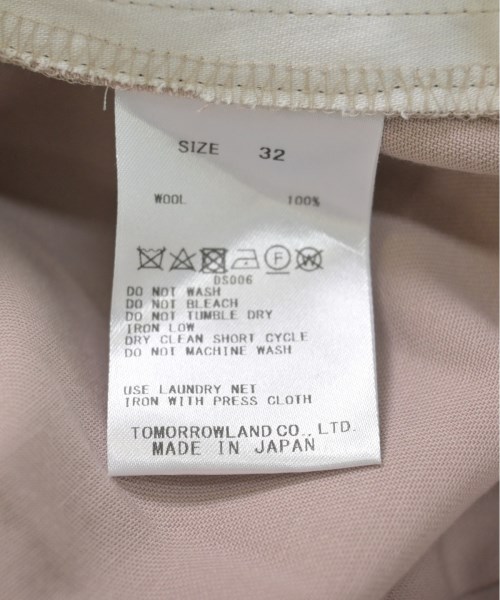 SIZE 32
WOOL 100%
F W
DS006
DO NOT WASH
DO NOT BLEACH
DO NOT TUMBLE DRY
IRON LOW
DRY CLEAN SHORT CYCLE
DO NOT MACHINE WASH
USE LAUNDRY NET
IRON WITH PRESS CLOTH
TOMORROWLAND CO., LTD.
MADE IN JAPAN